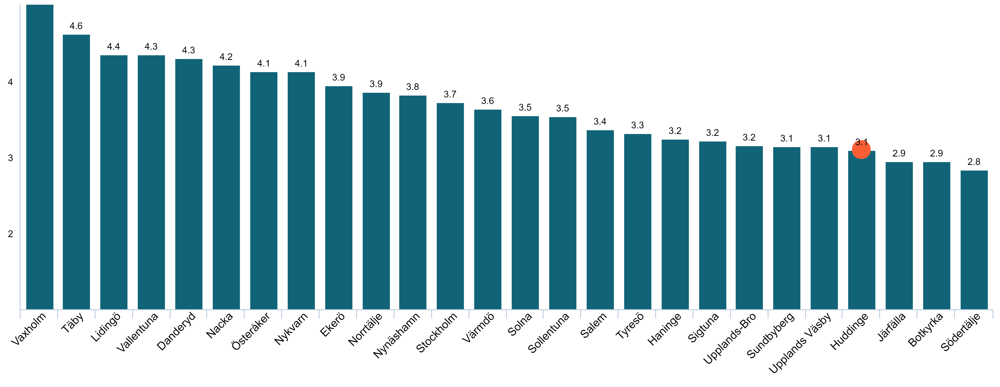 4.6
4.4
4.3
4.3
4.2
4.1
4.1
3.9
3.9
3.8
3.7
3.6
3.5
3.5
3.4
3.3
3.2
3.2
3.2
3.1
3.1
3.1
2.9
2.9
2.8
4
3
2
Vaxholm
Täby
Lidingö
Vallentuna
Danderyd
Nacka
Österåker
Nykvarn
Ekerö
Norrtälje
Nynäshamn
Stockholm
Värmdö
Solna
Sollentuna
Salem
Tyresö
Haninge
Sigtuna
Upplands-Bro
Sundbyberg
Upplands Väsby
Huddinge
Järfälla
Botkyrka
Södertälje